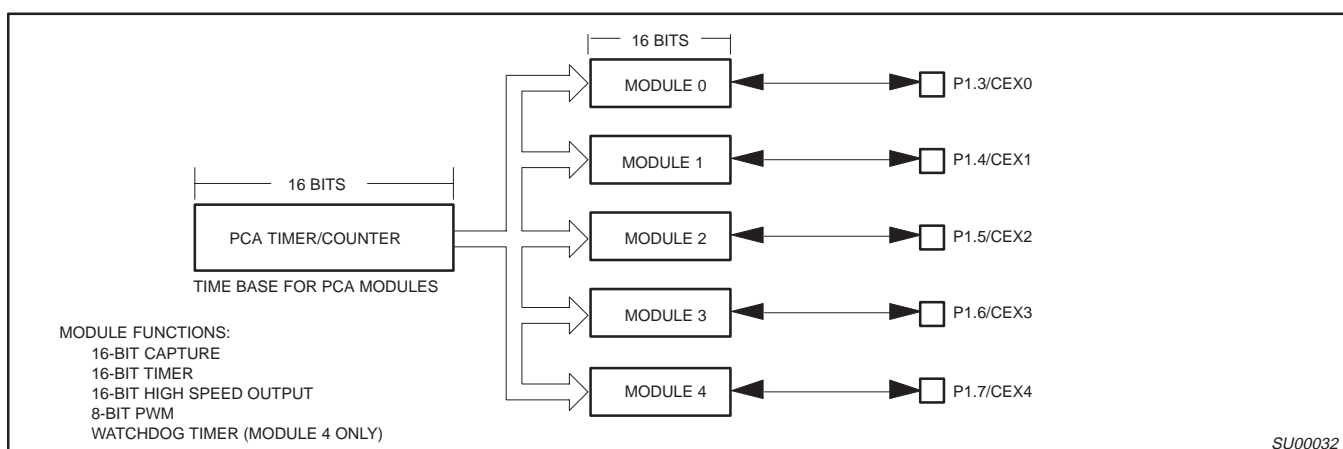 16 BITS
MODULE 0
P1.3/CEX0
MODULE 1
P1.4/CEX1
16 BITS
PCA TIMER/COUNTER
MODULE 2
P1.5/CEX2
TIME BASE FOR PCA MODULES
MODULE 3
P1.6/CEX3
MODULE FUNCTIONS:
16-BIT CAPTURE
16-BIT TIMER
16-BIT HIGH SPEED OUTPUT
8-BIT PWM
WATCHDOG TIMER (MODULE 4 ONLY)
MODULE 4
P1.7/CEX4
SU00032